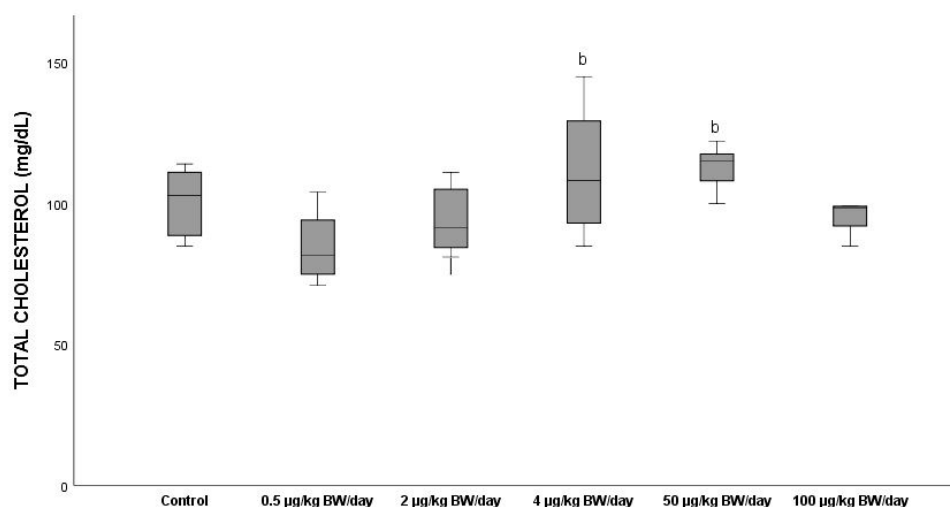 TOTAL CHOLESTEROL (mg/dL)
150
100
50
0
b
b
Control
0.5 µg/kg BW/day
2 µg/kg BW/day
4 µg/kg BW/day
50 µg/kg BW/day
100 µg/kg BW/day